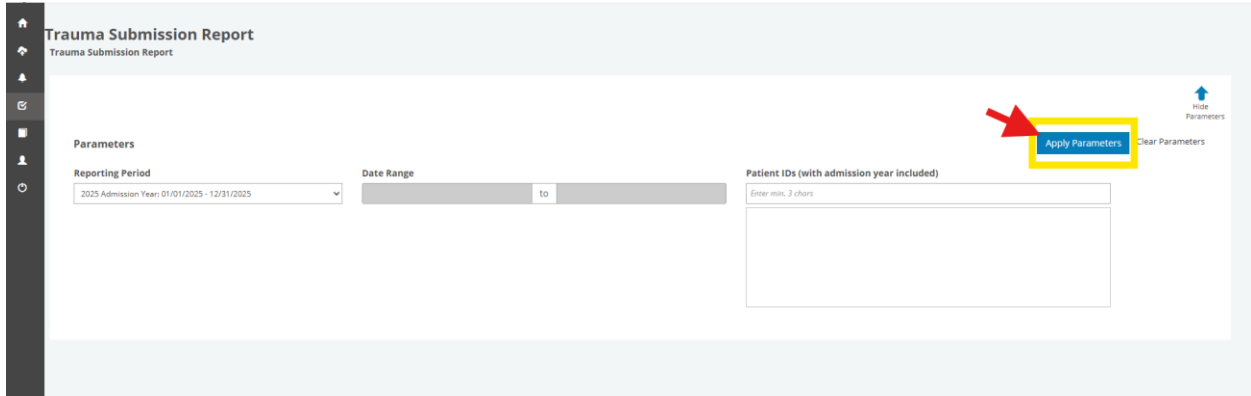 Trauma Submission Report
Trauma Submission Report
Hide
Parameters
Parameters
Apply Parameters
Clear Parameters
Reporting Period
Date Range
Patient IDs (with admission year included)
2025 Admission Year: 01/01/2025 - 12/31/2025
to
Enter min. 3 chars